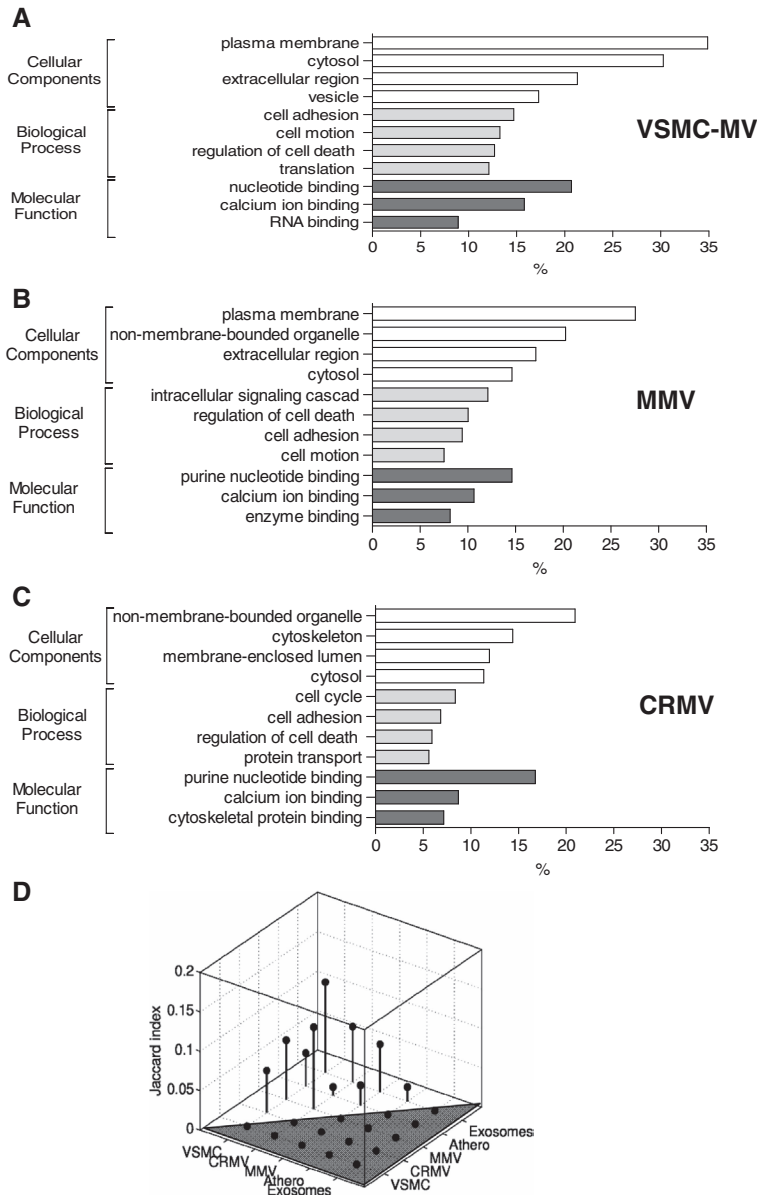 A
Cellular
Components
plasma membrane
cytosol
extracellular region
vesicle
Biological
Process
cell adhesion
cell motion
regulation of cell death
translation
Molecular
Function
nucleotide binding
calcium ion binding
RNA binding
VSMC-MV
0 5 10 15 20 25 30 35
%
B
Cellular
Components
plasma membrane
non-membrane-bounded organelle
extracellular region
cytosol
Biological
Process
intracellular signaling cascad
regulation of cell death
cell adhesion
cell motion
Molecular
Function
purine nucleotide binding
calcium ion binding
enzyme binding
MMV
0 5 10 15 20 25 30 35
%
C
Cellular
Components
non-membrane-bounded organelle
cytoskeleton
membrane-enclosed lumen
cytosol
Biological
Process
cell cycle
cell adhesion
regulation of cell death
protein transport
Molecular
Function
purine nucleotide binding
calcium ion binding
cytoskeletal protein binding
CRMV
0 5 10 15 20 25 30 35
%
D
Jaccard index
0.2
0.15
0.1
0.05
0
VSMC
CRMV
MMV
Athero
Exosomes
Exosomes
Athero
MMV
CRMV
VSMC